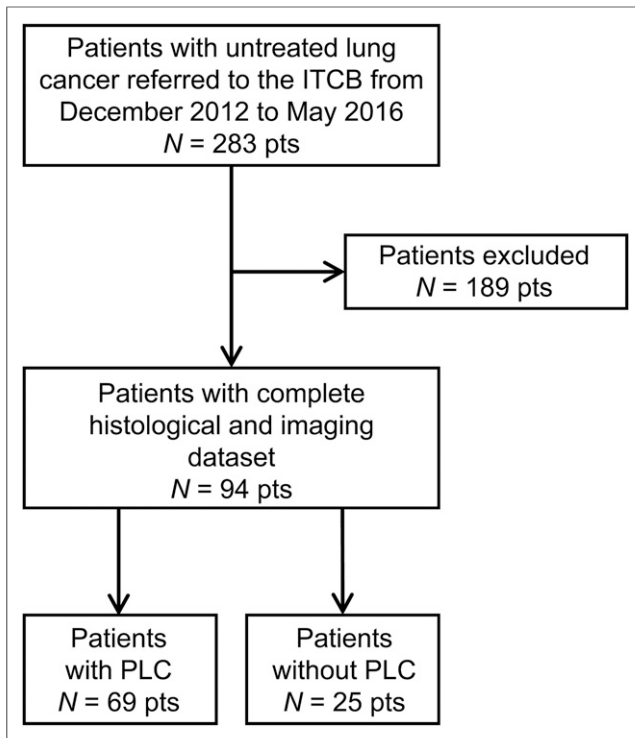 Patients with untreated lung
cancer referred to the ITCB from
December 2012 to May 2016
N = 283 pts
Patients excluded
N = 189 pts
Patients with complete
histological and imaging
dataset
N = 94 pts
Patients
with PLC
N = 69 pts
Patients
without PLC
N = 25 pts